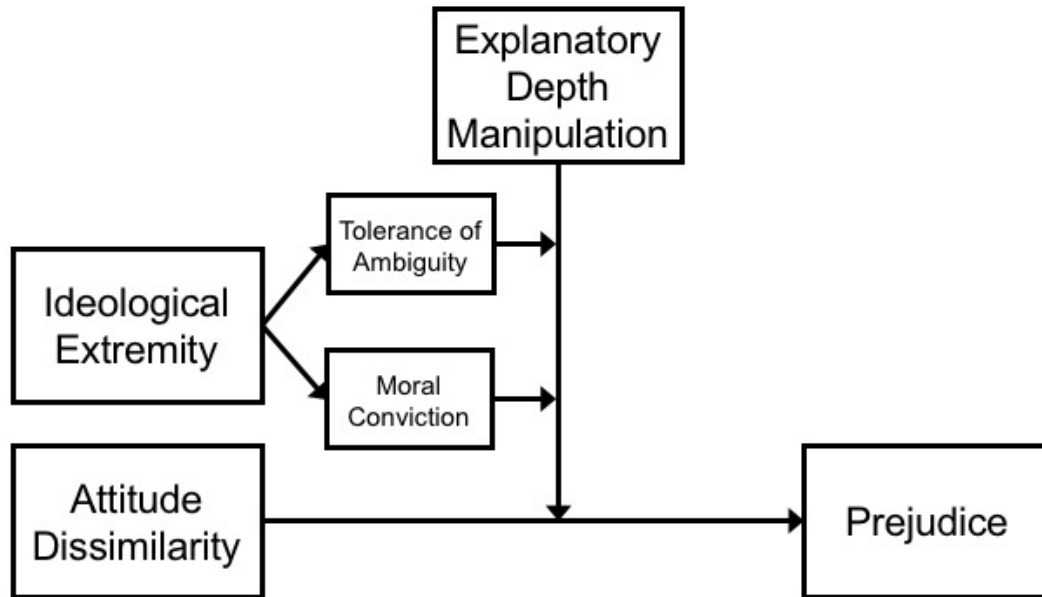 Explanatory
Depth
Manipulation
Tolerance of
Ambiguity
Ideological
Extremity
Moral
Conviction
Attitude
Dissimilarity
Prejudice